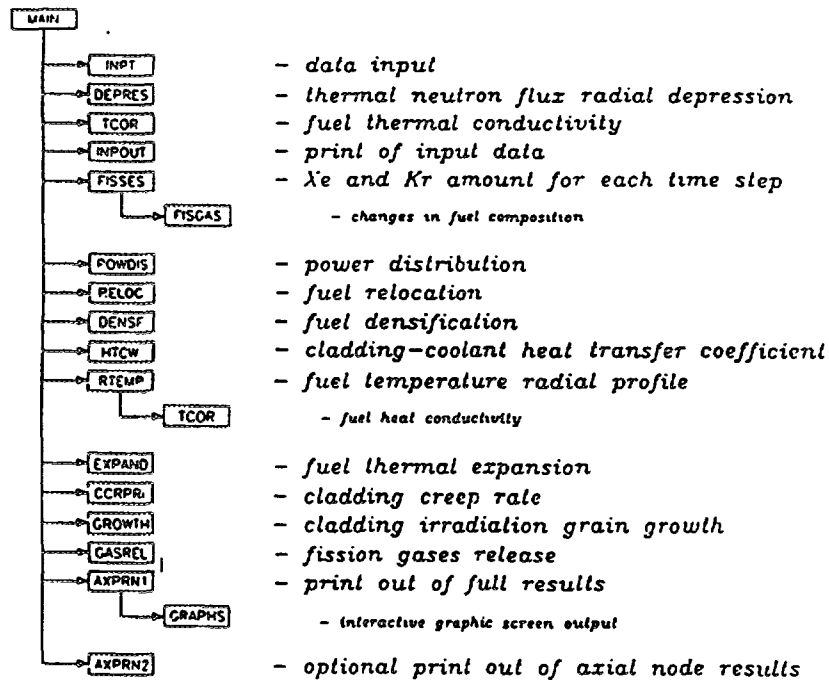 MAIN
INPT – data input
DEPRES – thermal neutron flux radial depression
TCOR – fuel thermal conductivity
INPOUT – print of input data
FISSES – Xe and Kr amount for each time step
FISGAS – changes in fuel composition
POWDIS – power distribution
RELOC – fuel relocation
DENSF – fuel densification
HTCW – cladding–coolant heat transfer coefficient
RTEMP – fuel temperature radial profile
TCOR – fuel heat conductivity
EXPAND – fuel thermal expansion
CCRPR – cladding creep rate
GROWTH – cladding irradiation grain growth
GASREL – fission gases release
AXPRN1 – print out of full results
GRAPHS – interactive graphic screen output
AXPRN2 – optional print out of axial node results